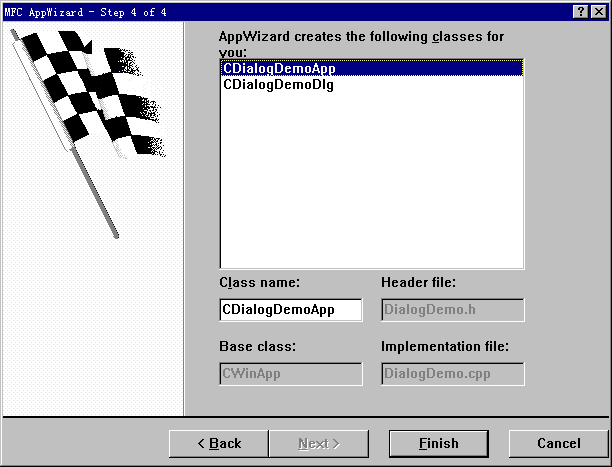 MFC AppWizard - Step 4 of 4
AppWizard creates the following classes for
you:
CDialogDemoApp
CDialogDemoDlg
Class name:
Header file:
CDialogDemoApp
DialogDemo.h
Base class:
Implementation file:
CWinApp
DialogDemo.cpp
< Back
Next >
Finish
Cancel